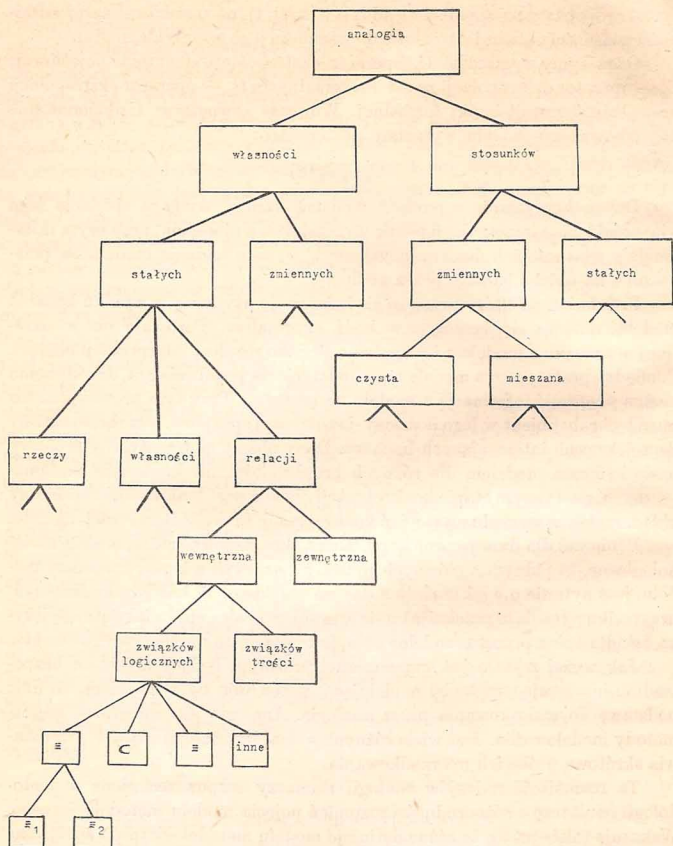 analogia
własności
stosunków
stałych
zmiennych
zmiennych
stałych
czysta
mieszana
rzeczy
własności
relacji
wewnętrzna
zewnętrzna
związków
logicznych
związków
treści
≡
⊂
≡
inne
≡1
≡2